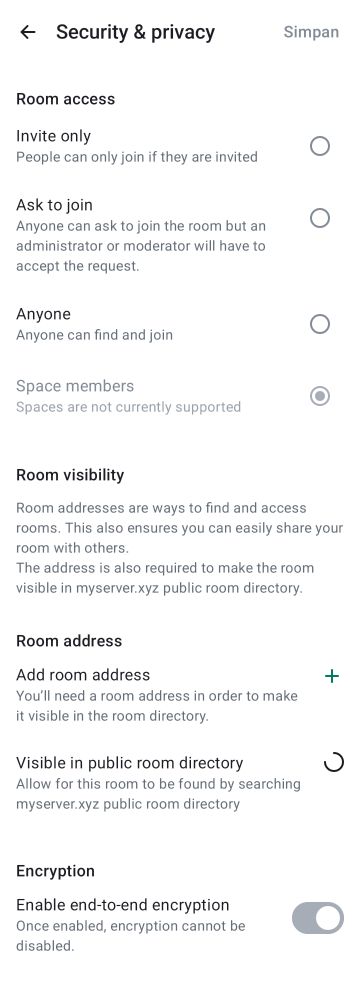 Security & privacy
Simpan
Room access
Invite only
People can only join if they are invited
Ask to join
Anyone can ask to join the room but an
administrator or moderator will have to
accept the request.
Anyone
Anyone can find and join
Space members
Spaces are not currently supported
Room visibility
Room addresses are ways to find and access
rooms. This also ensures you can easily share your
room with others.
The address is also required to make the room
visible in myserver.xyz public room directory.
Room address
Add room address
You’ll need a room address in order to make
it visible in the room directory.
Visible in public room directory
Allow for this room to be found by searching
myserver.xyz public room directory
Encryption
Enable end-to-end encryption
Once enabled, encryption cannot be
disabled.